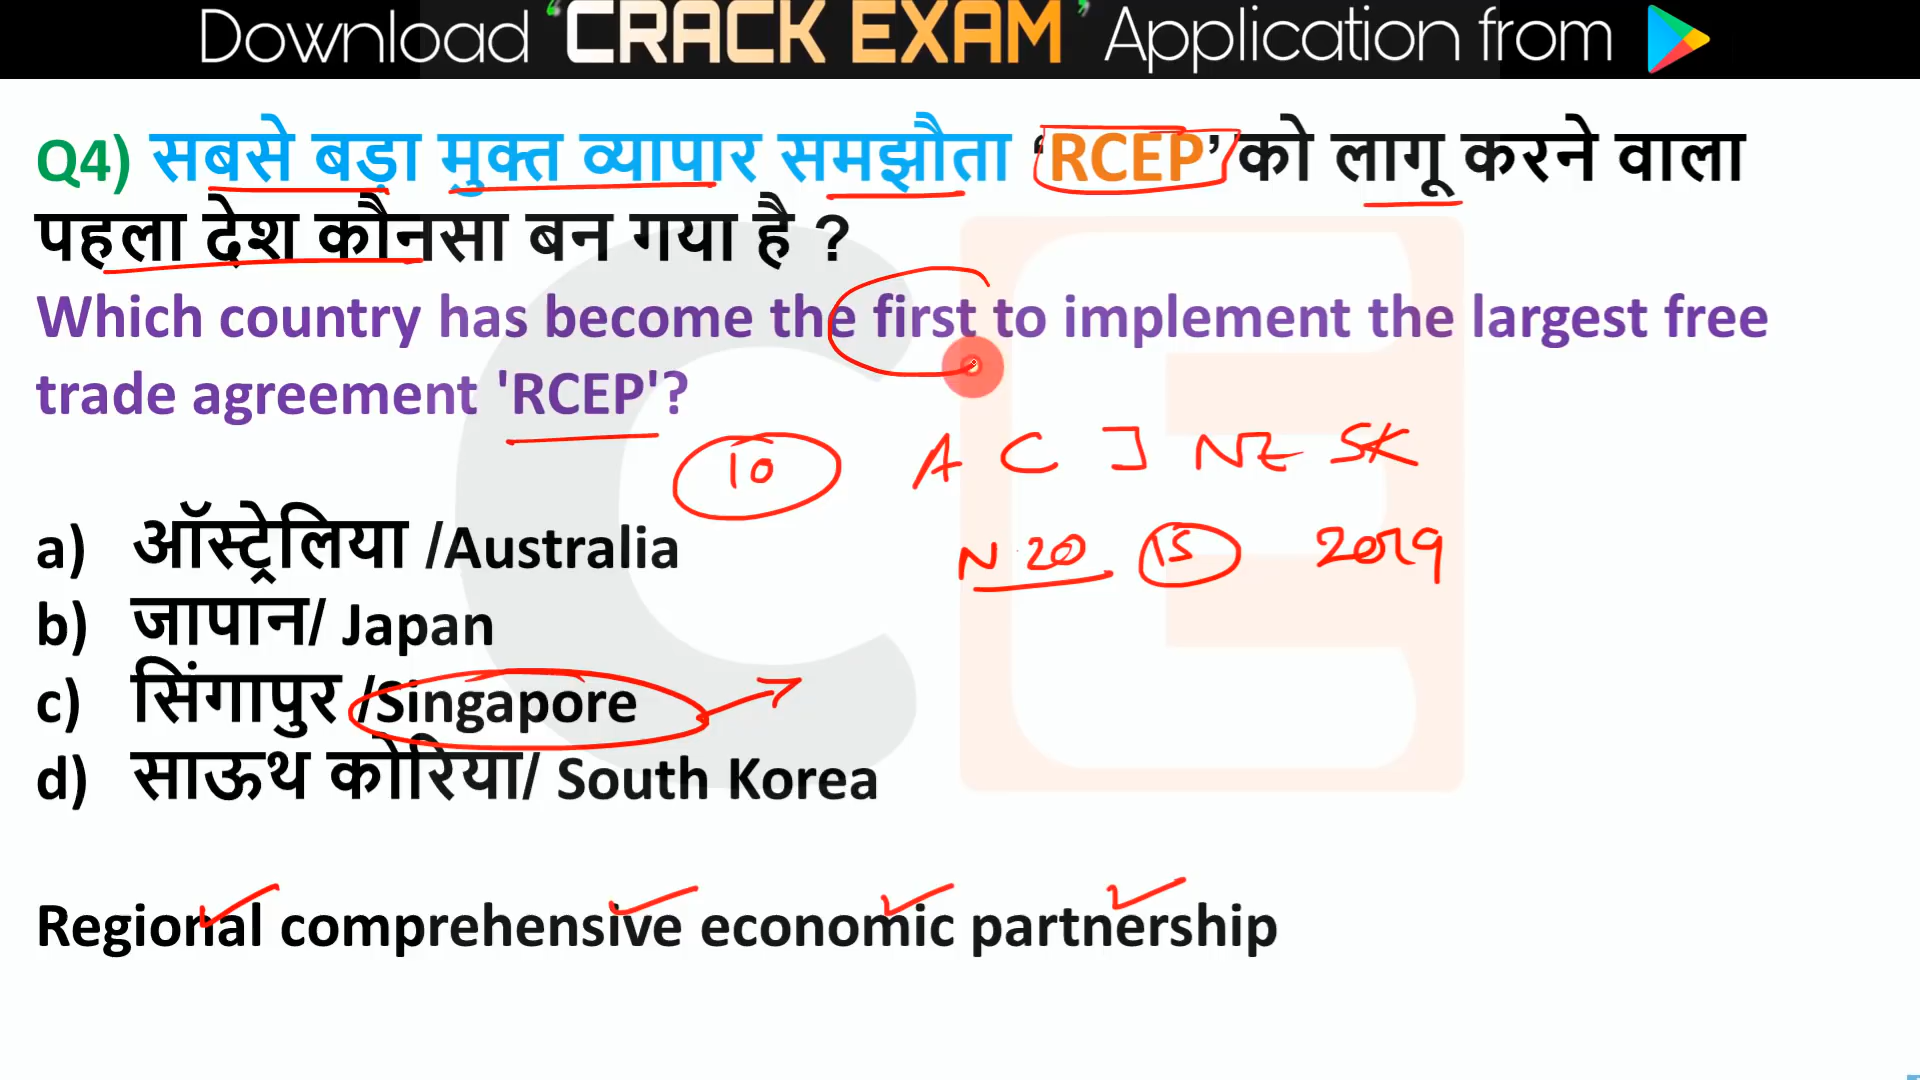 Download ‘CRACK EXAM’ Application from
Q4) सबसे बड़ा मुक्त व्यापार समझौता ‘RCEP’ को लागू करने वाला
पहला देश कौनसा बन गया है ?
Which country has become the first to implement the largest free
trade agreement 'RCEP'?
10 A C J NZ SK
a) ऑस्ट्रेलिया /Australia
N 20 15 2019
b) जापान/ Japan
c) सिंगापुर /Singapore
d) साऊथ कोरिया/ South Korea
Regional comprehensive economic partnership